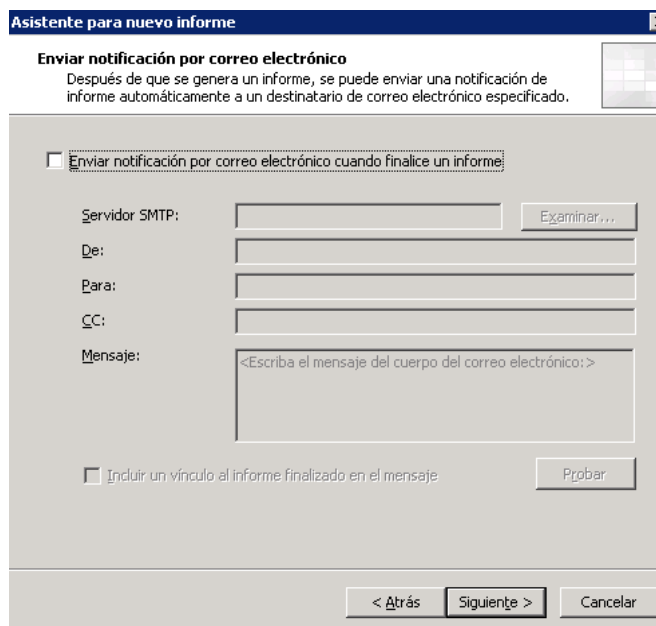 Asistente para nuevo informe
Enviar notificación por correo electrónico
Después de que se genera un informe, se puede enviar una notificación de
informe automáticamente a un destinatario de correo electrónico especificado.
Enviar notificación por correo electrónico cuando finalice un informe
Servidor SMTP:
Examinar...
De:
Para:
CC:
Mensaje:
<Escriba el mensaje del cuerpo del correo electrónico:>
Incluir un vínculo al informe finalizado en el mensaje
Probar
< Atrás
Siguiente >
Cancelar